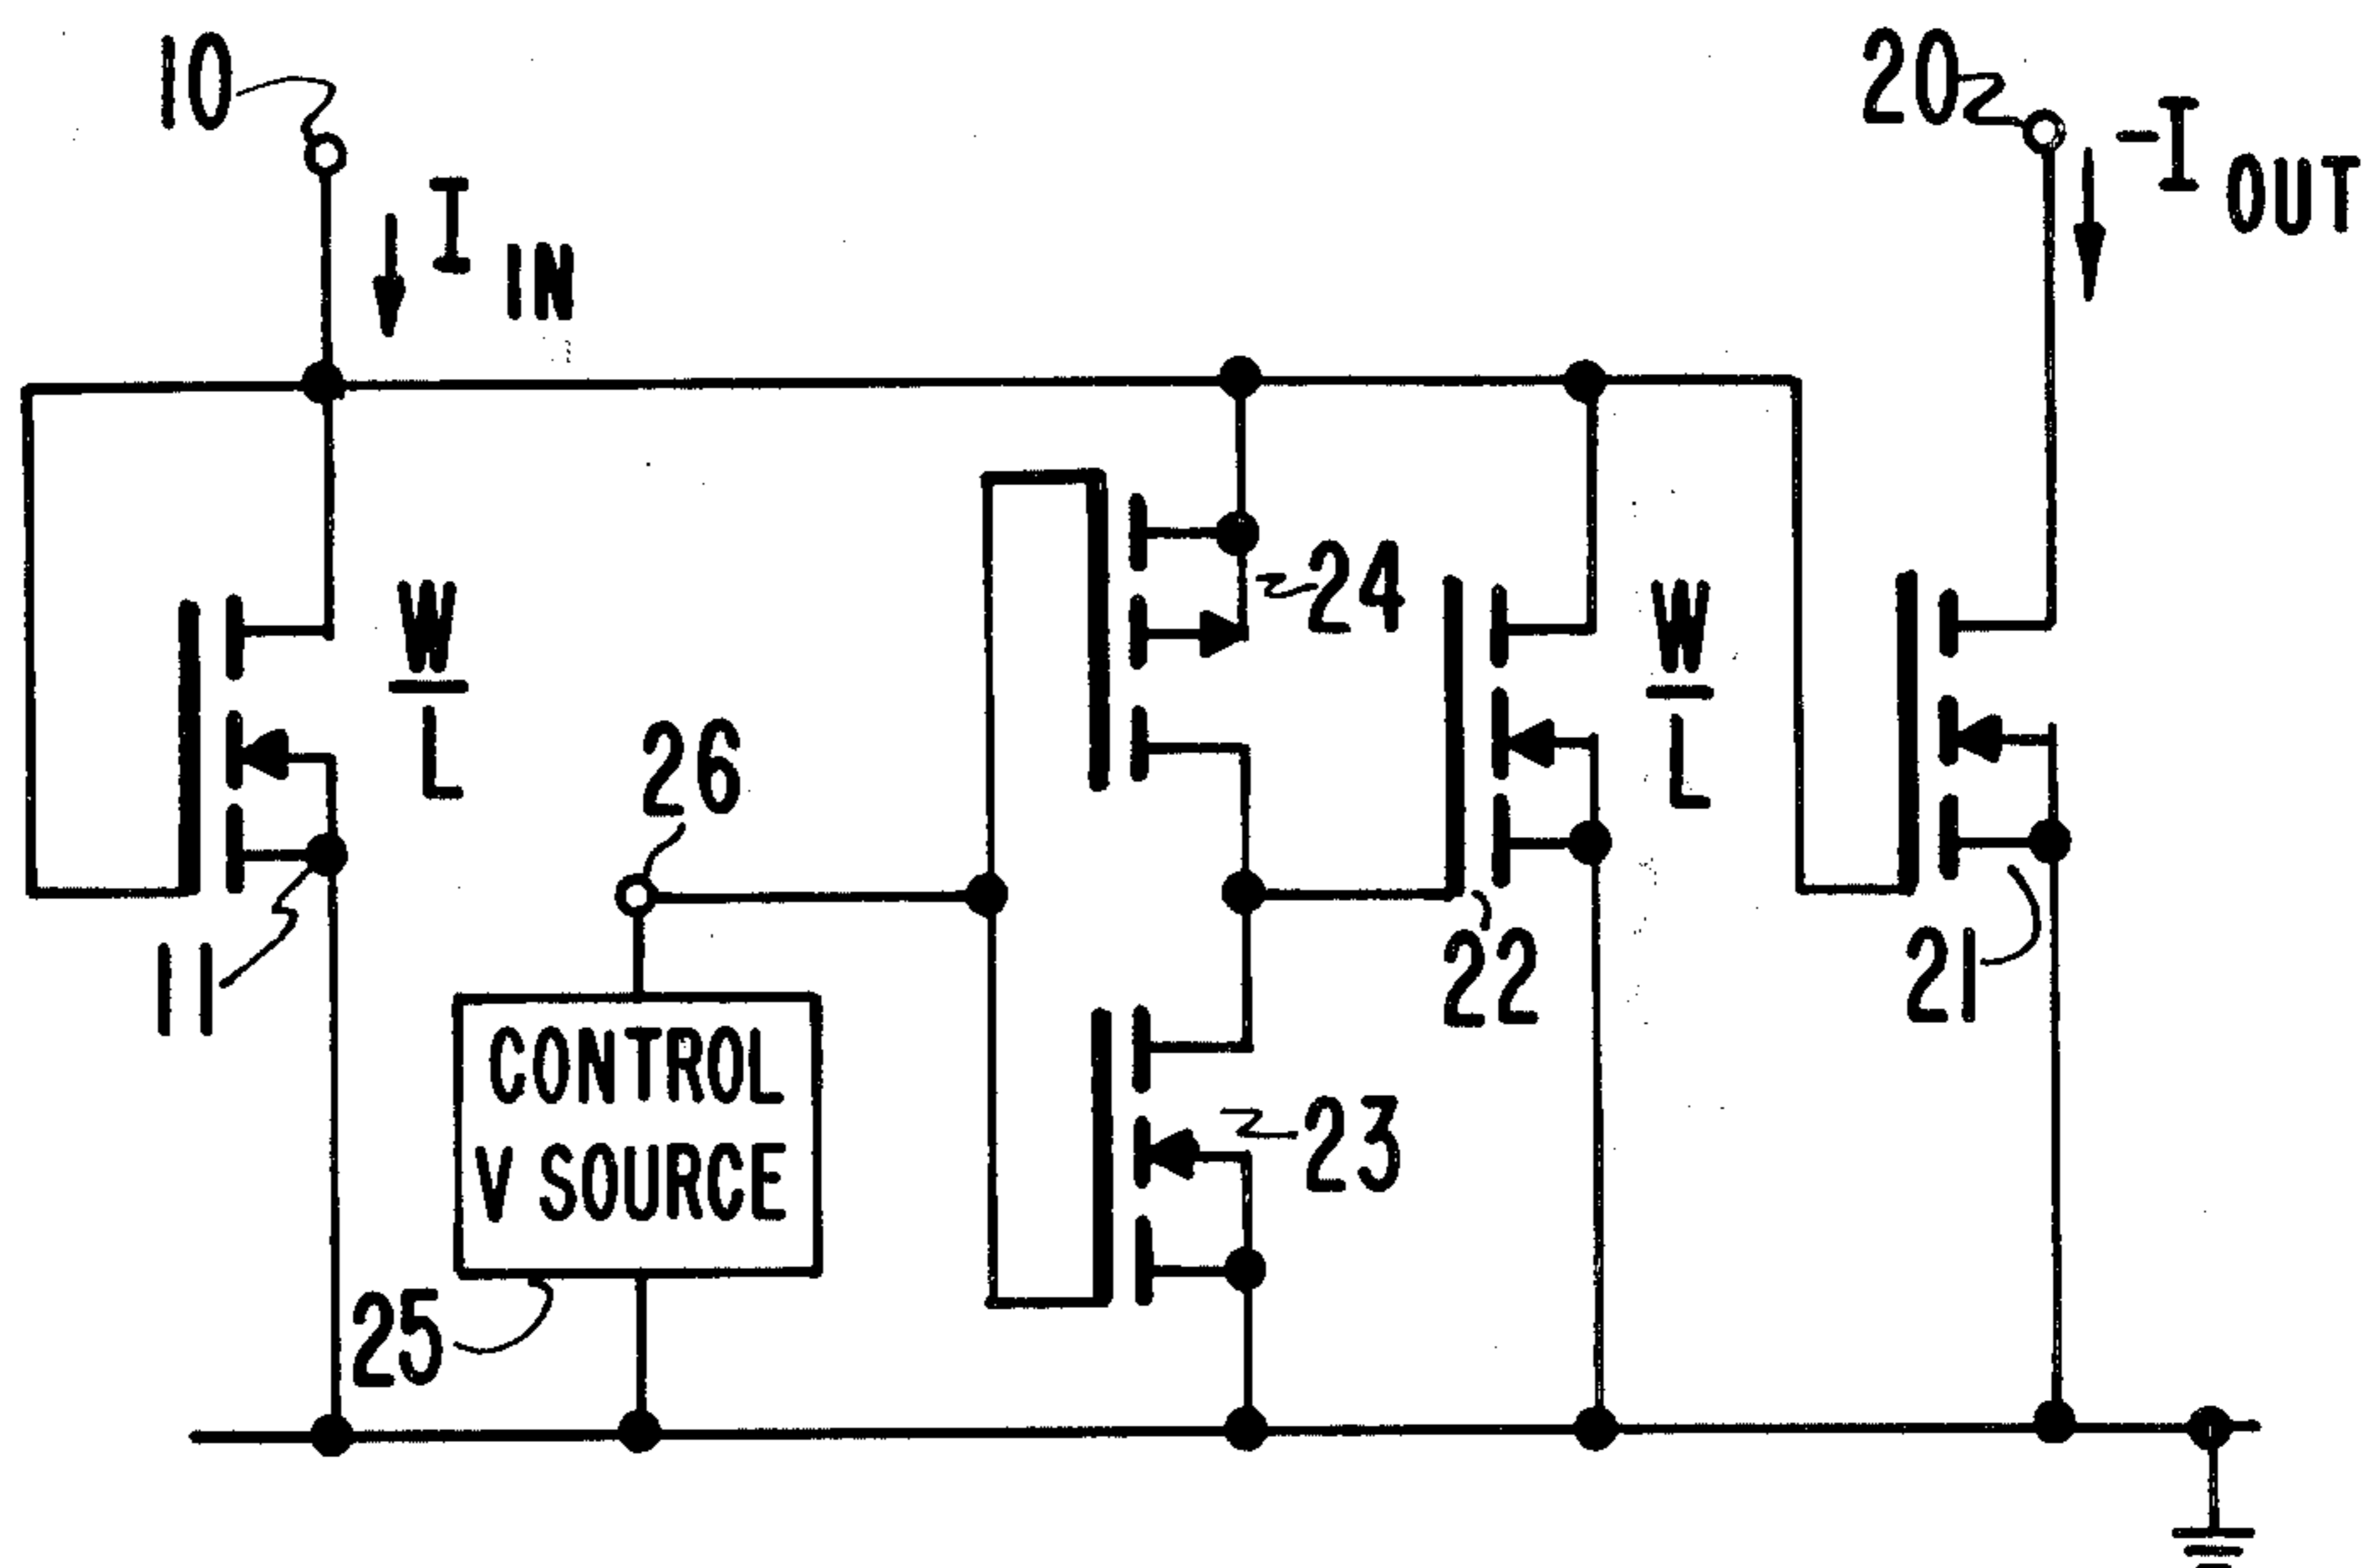 10
20
I IN
-I OUT
24
W
L
W
L
26
11
22
21
CONTROL
V SOURCE
23
25